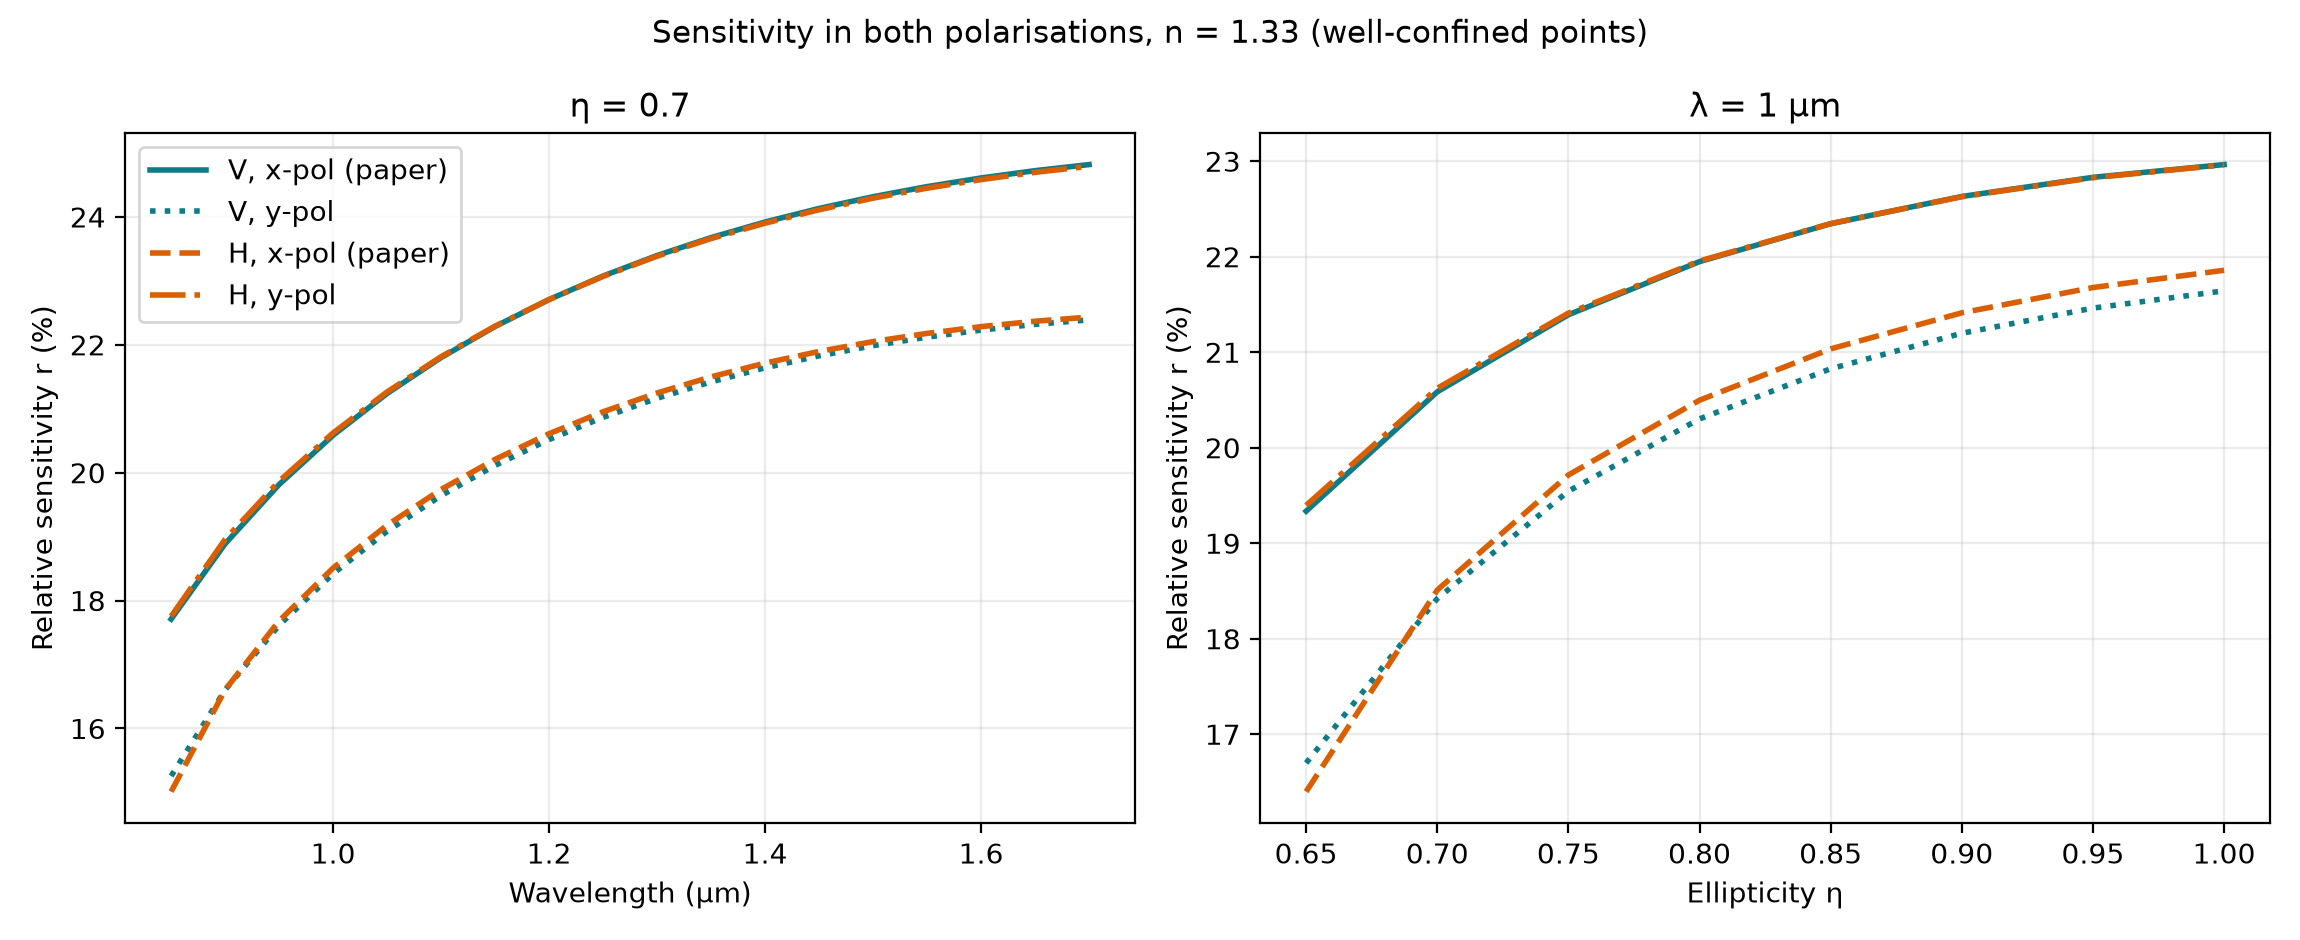 Sensitivity in both polarisations, n = 1.33 (well-confined points)
η = 0.7
V, x-pol (paper)
V, y-pol
H, x-pol (paper)
H, y-pol
Relative sensitivity r (%)
24
22
20
18
16
1.0 1.2 1.4 1.6
Wavelength (μm)
λ = 1 μm
Relative sensitivity r (%)
23
22
21
20
19
18
17
0.65 0.70 0.75 0.80 0.85 0.90 0.95 1.00
Ellipticity η